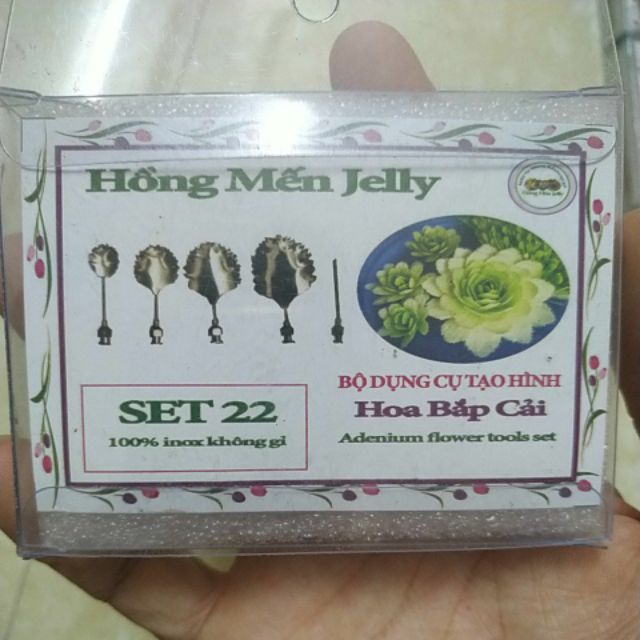 Hồng Mến Jelly
BỘ DỤNG CỤ TẠO HÌNH
SET 22
Hoa Bắp Cải
100% inox không gỉ
Adenium flower tools set